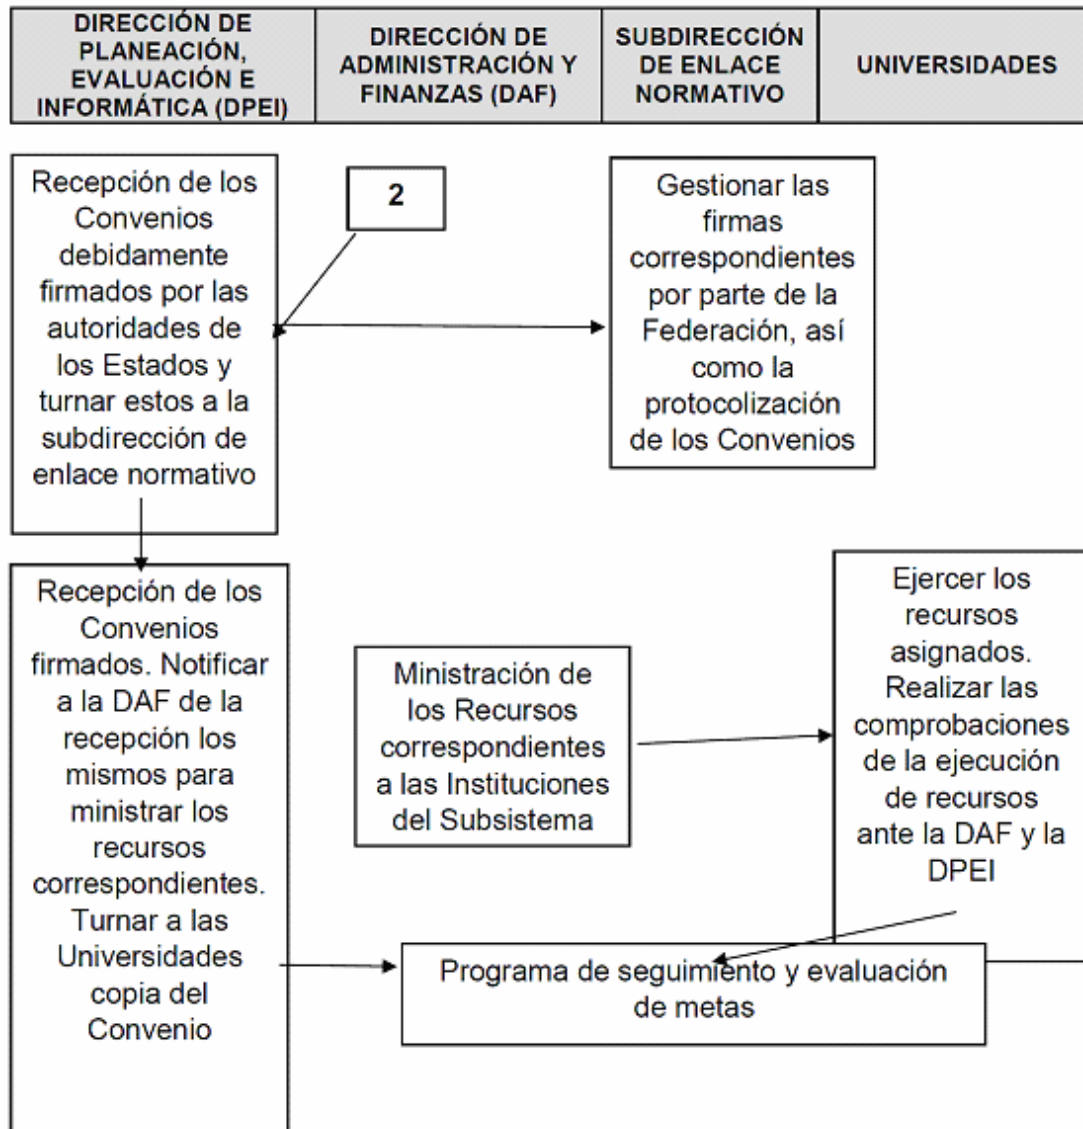 DIRECCIÓN DE
PLANEACIÓN,
EVALUACIÓN E
INFORMÁTICA (DPEI)
DIRECCIÓN DE
ADMINISTRACIÓN Y
FINANZAS (DAF)
SUBDIRECCIÓN
DE ENLACE
NORMATIVO
UNIVERSIDADES
Recepción de los
Convenios
debidamente
firmados por las
autoridades de
los Estados y
turnar estos a la
subdirección de
enlace normativo
2
Gestionar las
firmas
correspondientes
por parte de la
Federación, así
como la
protocolización
de los Convenios
Recepción de los
Convenios
firmados. Notificar
a la DAF de la
recepción los
mismos para
ministrar los
recursos
correspondientes.
Turnar a las
Universidades
copia del
Convenio
Ministración de
los Recursos
correspondientes
a las Instituciones
del Subsistema
Ejercer los
recursos
asignados.
Realizar las
comprobaciones
de la ejecución
de recursos
ante la DAF y la
DPEI
Programa de seguimiento y evaluación
de metas